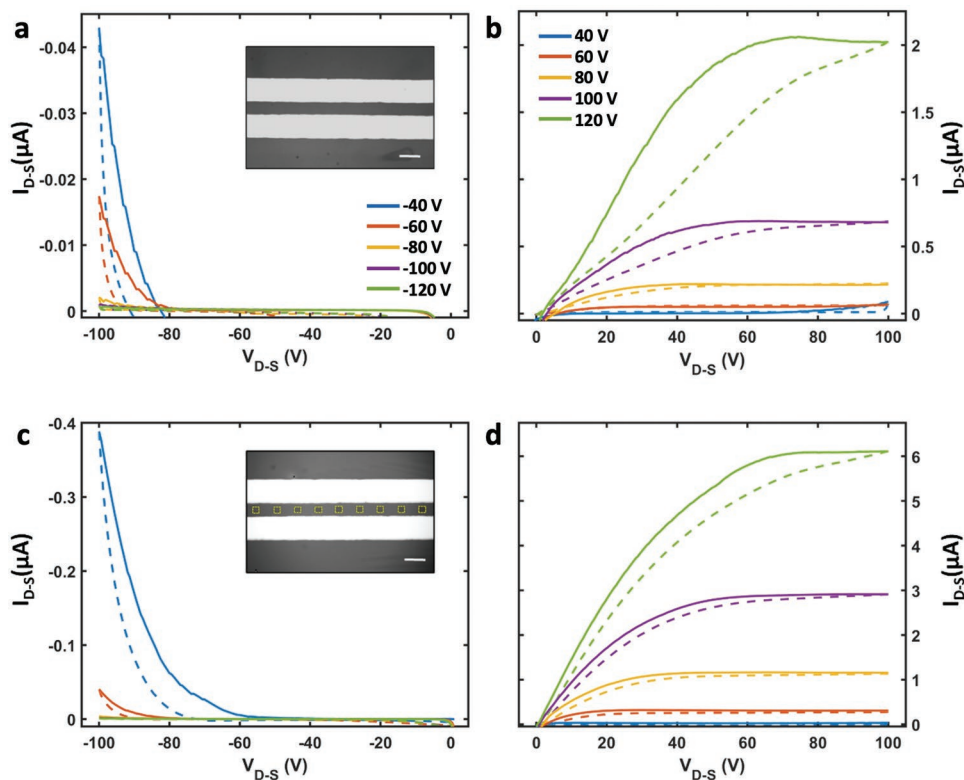 a
-0.04
-0.03
-0.02
-0.01
0
I_D-S(μA)
-40 V
-60 V
-80 V
-100 V
-120 V
-100 -80 -60 -40 -20 0
V_D-S (V)
b
40 V
60 V
80 V
100 V
120 V
2
1.5
1
0.5
0
I_D-S(μA)
0 20 40 60 80 100
V_D-S (V)
c
-0.4
-0.3
-0.2
-0.1
0
I_D-S(μA)
-100 -80 -60 -40 -20 0
V_D-S (V)
d
6
5
4
3
2
1
0
I_D-S(μA)
0 20 40 60 80 100
V_D-S (V)